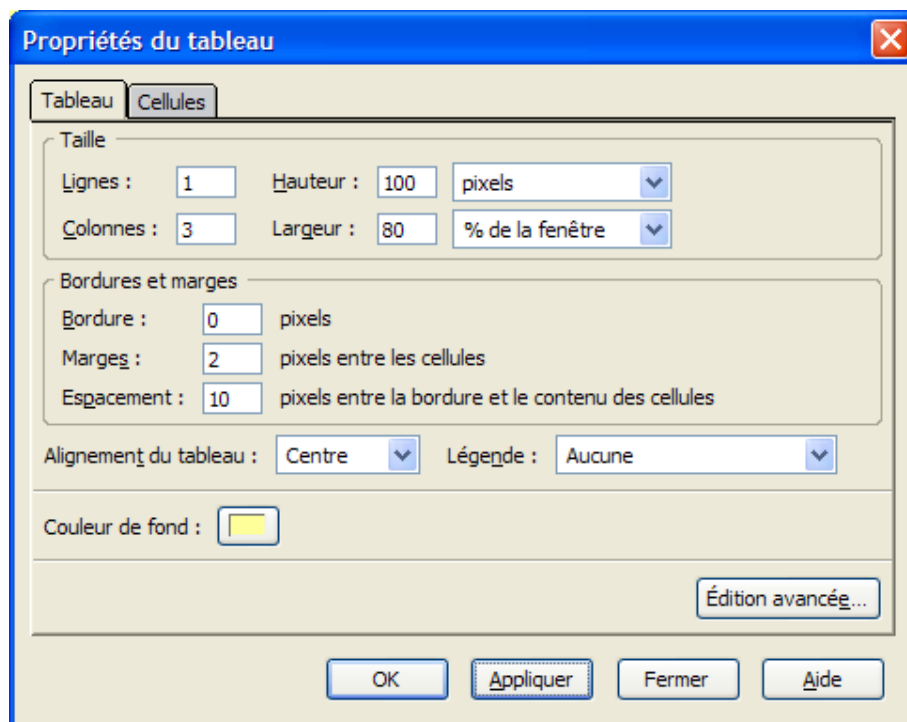 Propriétés du tableau
Tableau Cellules
Taille
Lignes : 1 Hauteur : 100 pixels
Colonnes : 3 Largeur : 80 % de la fenêtre
Bordures et marges
Bordure : 0 pixels
Marges : 2 pixels entre les cellules
Espacement : 10 pixels entre la bordure et le contenu des cellules
Alignement du tableau : Centre Légende : Aucune
Couleur de fond :
Édition avancée...
OK Appliquer Fermer Aide